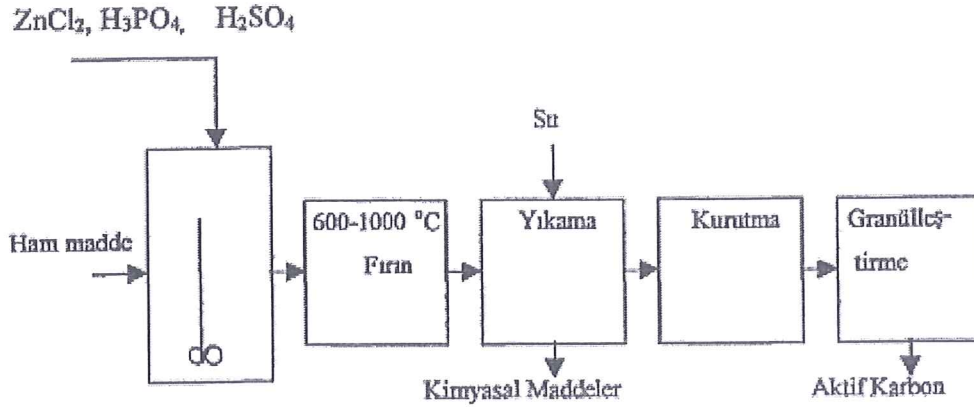 ZnCl₂, H₃PO₄, H₂SO₄
Su
Ham madde
600-1000 °C
Fırın
Yıkama
Kurutma
Granülleş-
tirme
Kimyasal Maddeler
Aktif Karbon